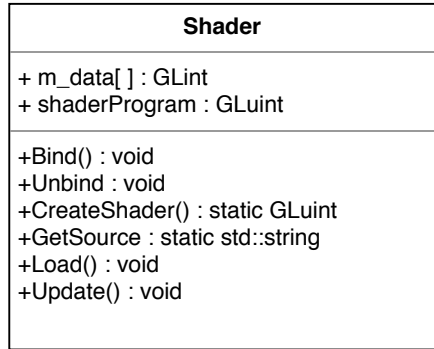 Shader
+ m_data[ ] : GLint
+ shaderProgram : GLuint
+Bind() : void
+Unbind : void
+CreateShader() : static GLuint
+GetSource : static std::string
+Load() : void
+Update() : void